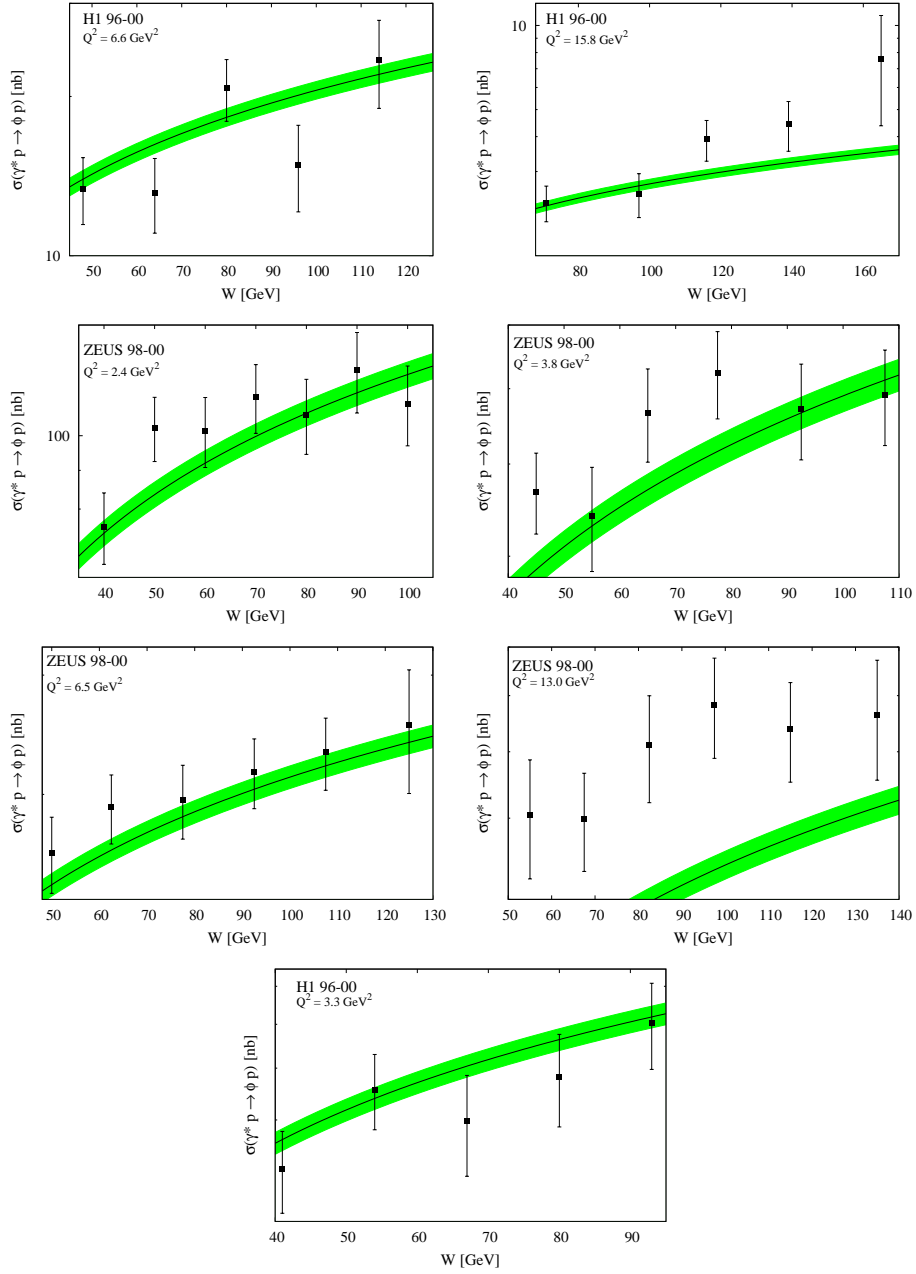 H1 96-00
Q² = 6.6 GeV²
σ(γ* p → ϕ p) [nb]
10
50 60 70 80 90 100 110 120
W [GeV]
H1 96-00
Q² = 15.8 GeV²
σ(γ* p → ϕ p) [nb]
10
80 100 120 140 160
W [GeV]
ZEUS 98-00
Q² = 2.4 GeV²
σ(γ* p → ϕ p) [nb]
100
40 50 60 70 80 90 100
W [GeV]
ZEUS 98-00
Q² = 3.8 GeV²
σ(γ* p → ϕ p) [nb]
40 50 60 70 80 90 100 110
W [GeV]
ZEUS 98-00
Q² = 6.5 GeV²
σ(γ* p → ϕ p) [nb]
50 60 70 80 90 100 110 120 130
W [GeV]
ZEUS 98-00
Q² = 13.0 GeV²
σ(γ* p → ϕ p) [nb]
50 60 70 80 90 100 110 120 130 140
W [GeV]
H1 96-00
Q² = 3.3 GeV²
σ(γ* p → ϕ p) [nb]
40 50 60 70 80 90
W [GeV]